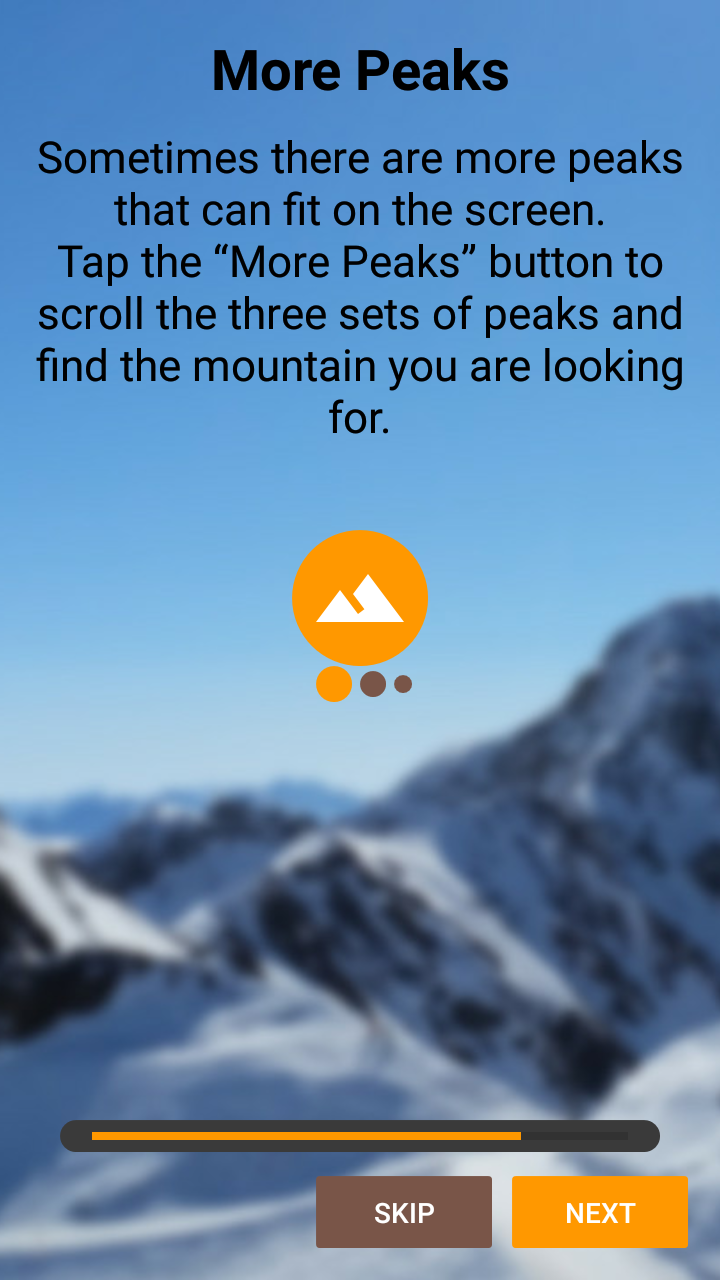 More Peaks
Sometimes there are more peaks
that can fit on the screen.
Tap the “More Peaks” button to
scroll the three sets of peaks and
find the mountain you are looking
for.
SKIP
NEXT